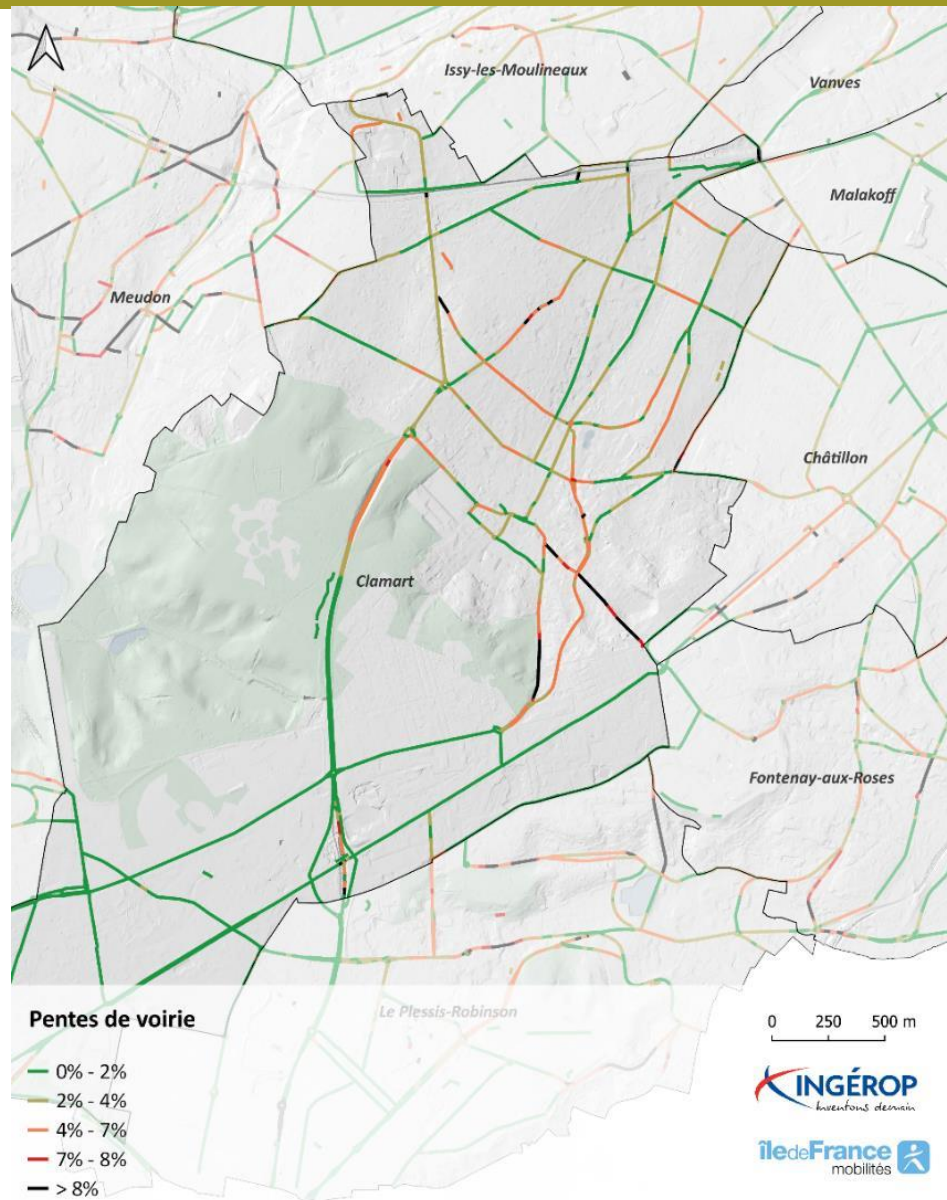 Issy-les-Moulineaux
Vanves
Malakoff
Meudon
Châtillon
Clamart
Fontenay-aux-Roses
Le Plessis-Robinson
Pentes de voirie
0% - 2%
2% - 4%
4% - 7%
7% - 8%
> 8%
0 250 500 m
INGÉROP
Inventons demain
îledeFrance
mobilités